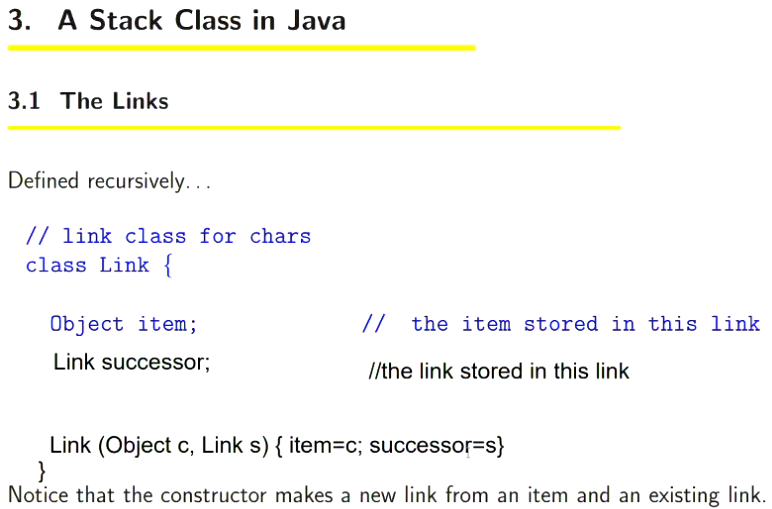 3. A Stack Class in Java
3.1 The Links
Defined recursively...
// link class for chars
class Link {
Object item; // the item stored in this link
Link successor; //the link stored in this link
Link (Object c, Link s) { item=c; successor=s}
}
Notice that the constructor makes a new link from an item and an existing link.